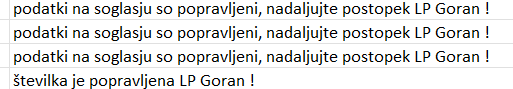 podatki na soglasju so popravljeni, nadaljujte postopek LP Goran !
podatki na soglasju so popravljeni, nadaljujte postopek LP Goran !
podatki na soglasju so popravljeni, nadaljujte postopek LP Goran !
številka je popravljena LP Goran !